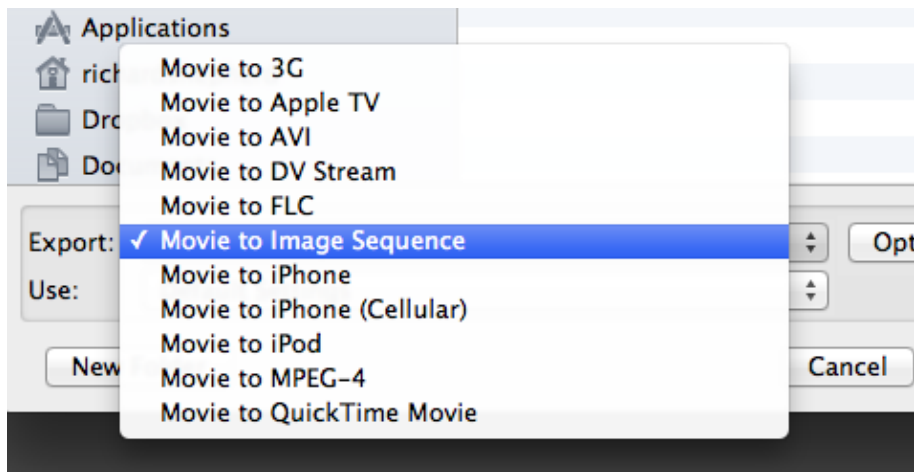 Applications
Movie to 3G
Movie to Apple TV
Movie to AVI
Movie to DV Stream
Movie to FLC
Export: ✓ Movie to Image Sequence
Movie to iPhone
Use:
Movie to iPhone (Cellular)
Movie to iPod
New
Cancel
Movie to MPEG-4
Movie to QuickTime Movie